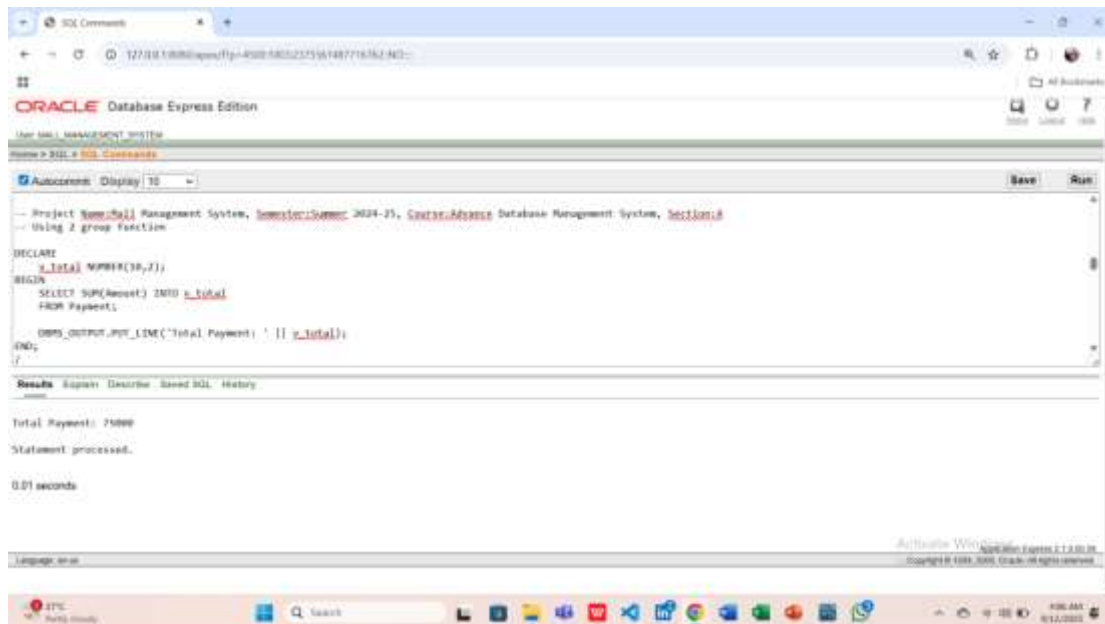 SQL Commands
ORACLE Database Express Edition
User MALL_MANAGEMENT_SYSTEM
Home > SQL > SQL Commands
Autocommit Display 10
Save Run
-- Project Name:Mall Management System, Semester:Summer 2024-25, Course:Advance Database Management System, Section:A
-- Using 2 group function
DECLARE
v_total NUMBER(10,2);
BEGIN
SELECT SUM(Amount) INTO v_total
FROM Payment;
DBMS_OUTPUT.PUT_LINE('Total Payment: ' || v_total);
END;
/
Results Explain Describe Saved SQL History
Total Payment: 75000
Statement processed.
0.01 seconds
Language: en-us
Search